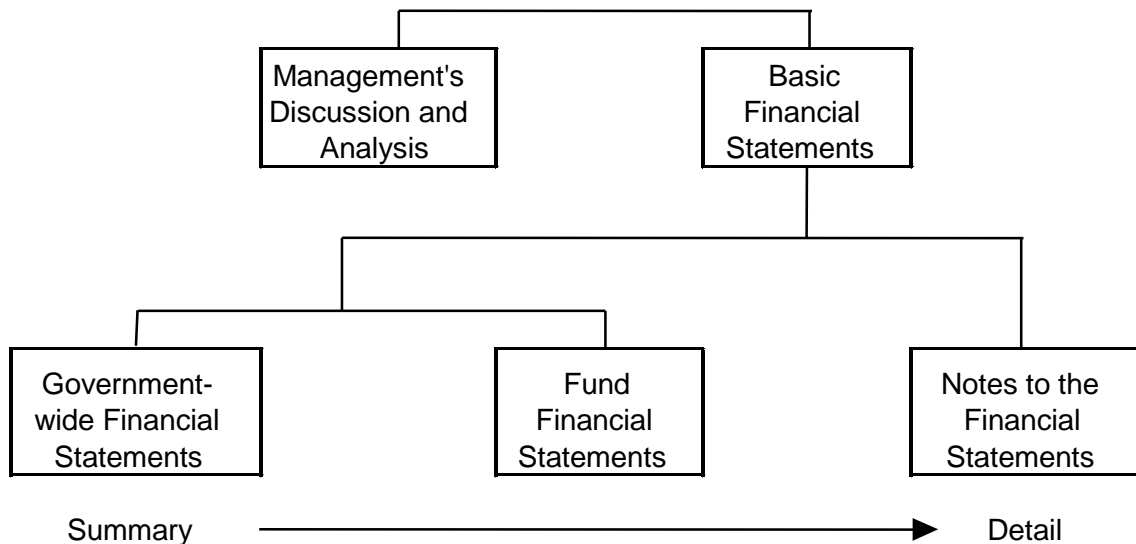 Management's
Discussion and
Analysis
Basic
Financial
Statements
Government-
wide Financial
Statements
Fund
Financial
Statements
Notes to the
Financial
Statements
Summary
Detail